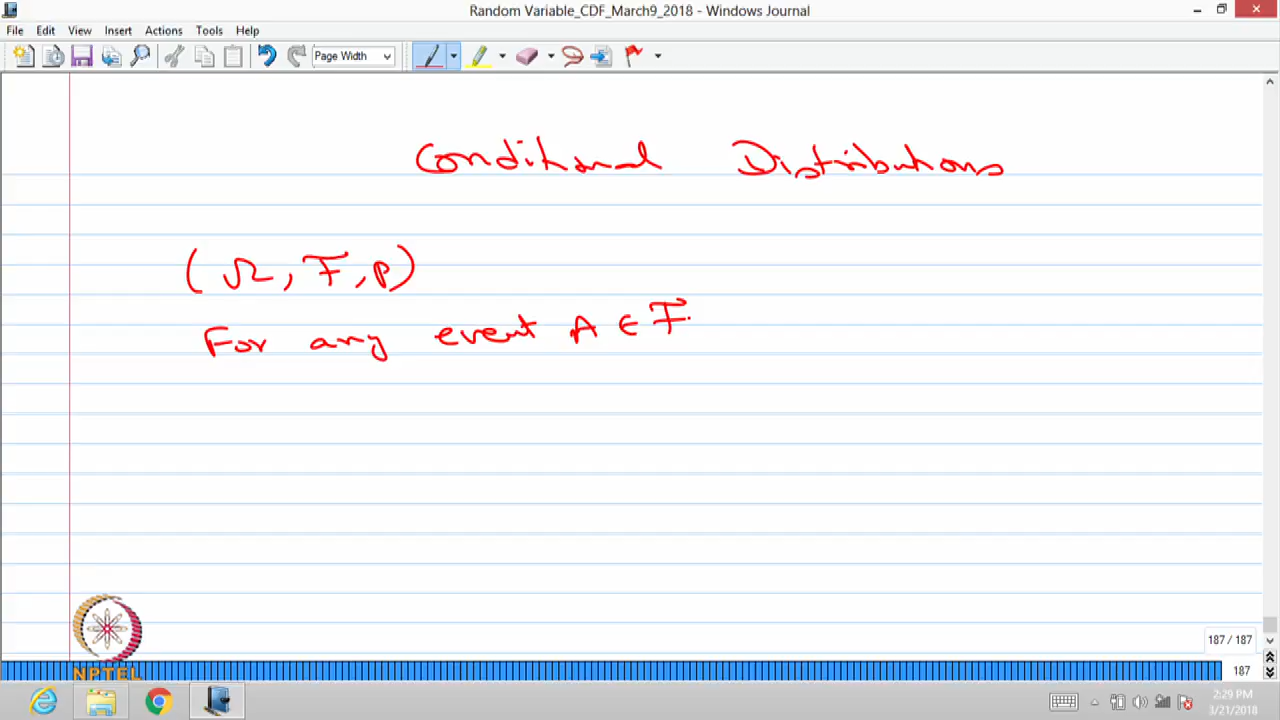 Random Variable_CDF_March9_2018 - Windows Journal
File Edit View Insert Actions Tools Help
Page Width
Conditional Distributions
(Ω, F, P)
For any event A ∈ F.
187 / 187
NPTEL
187
2:29 PM
3/21/2018